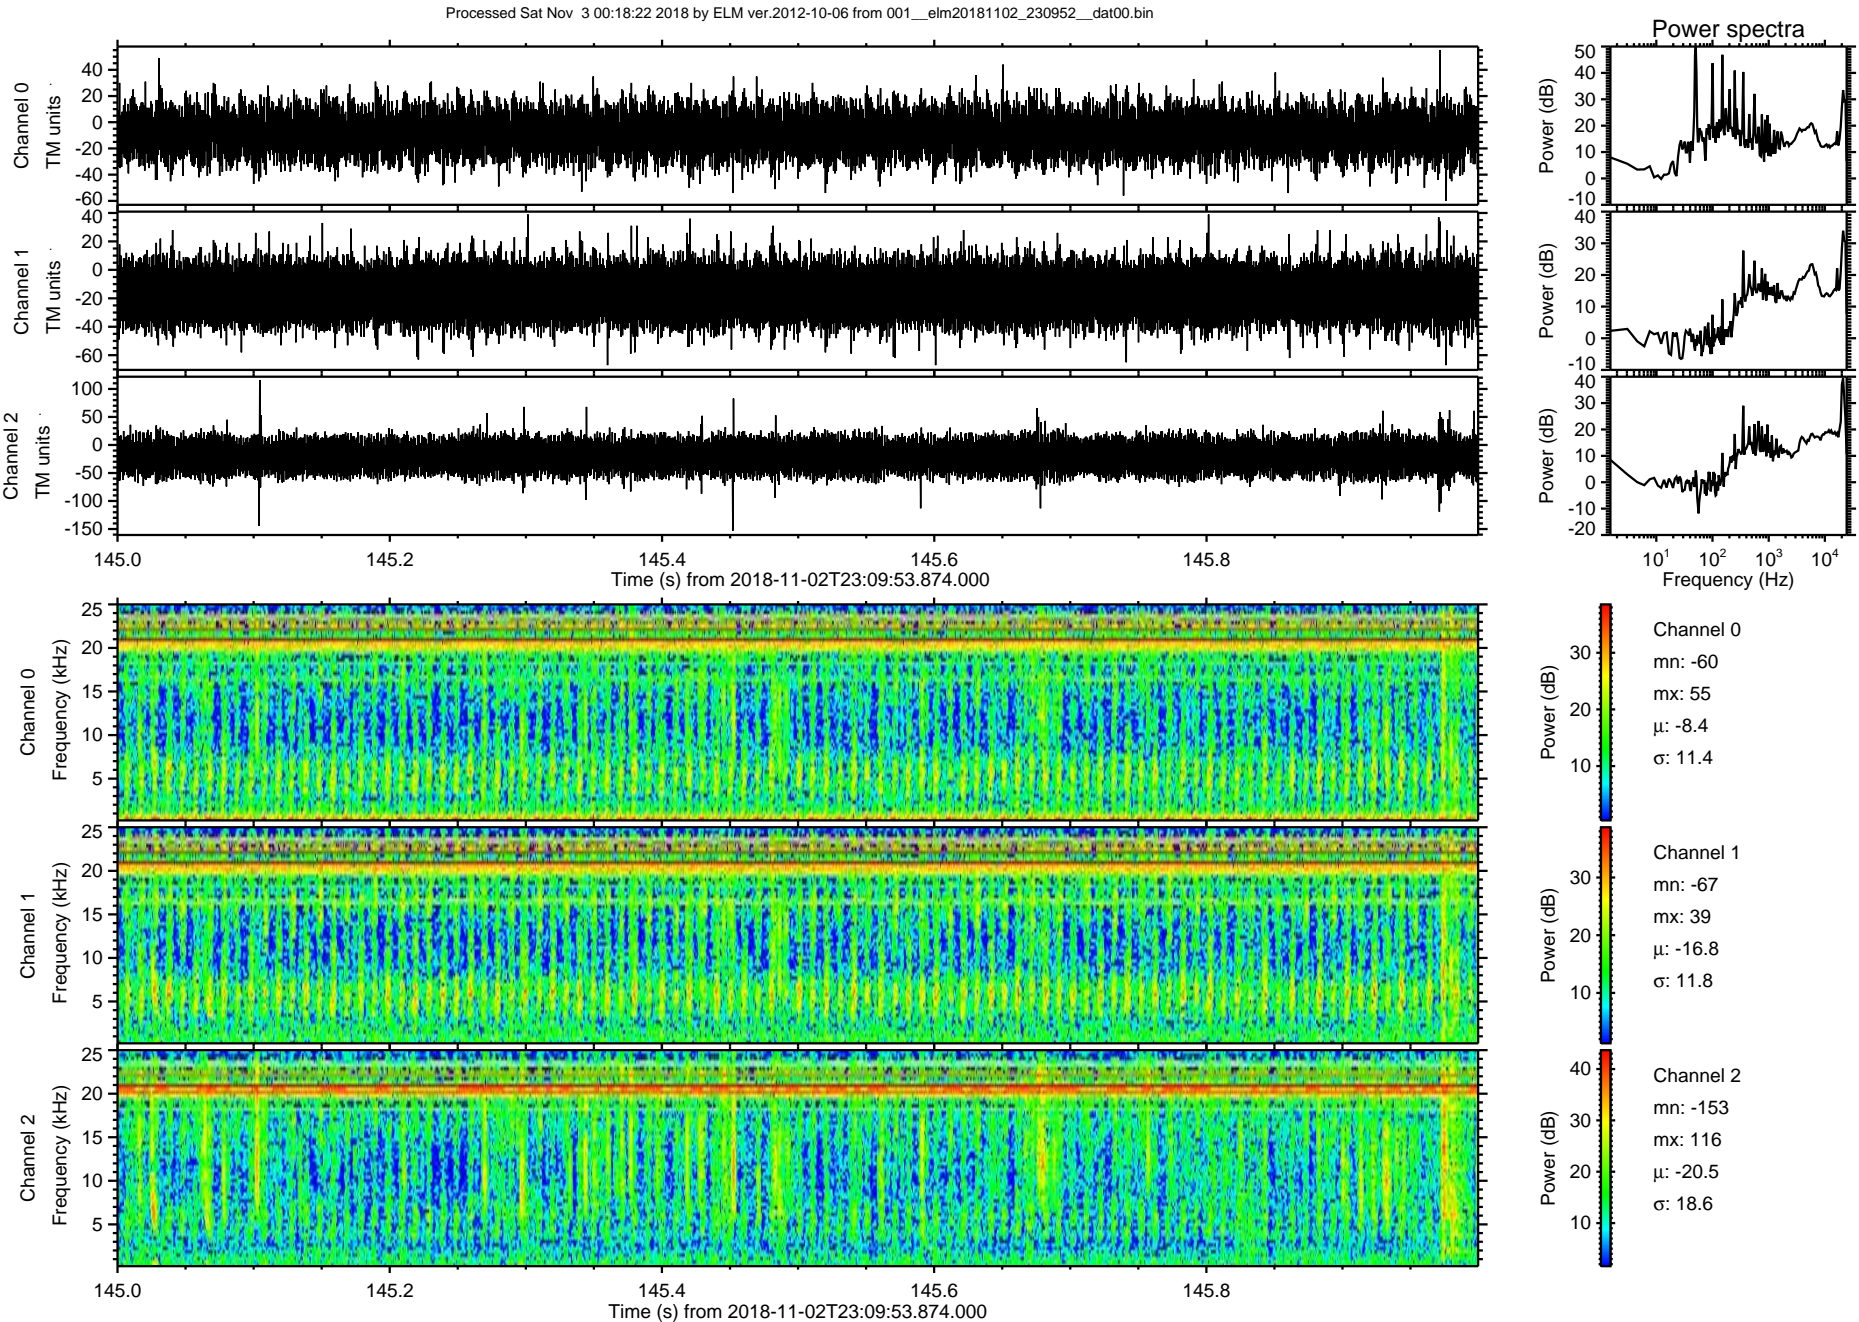 Processed Sat Nov  3 00:18:22 2018 by ELM ver.2012-10-06 from 001__elm20181102_230952__dat00.bin
Power spectra
Channel 0
TM units
40
20
0
-20
-40
-60
Power (dB)
50
40
30
20
10
0
-10
Channel 1
TM units
40
20
0
-20
-40
-60
Power (dB)
40
30
20
10
0
-10
Channel 2
TM units
100
50
0
-50
-100
-150
Power (dB)
40
30
20
10
0
-10
-20
145.0 145.2 145.4 145.6 145.8
Time (s) from 2018-11-02T23:09:53.874.000
10¹ 10² 10³ 10⁴
Frequency (Hz)
Channel 0
Frequency (kHz)
25
20
15
10
5
Power (dB)
30
20
10
Channel 0
mn: -60
mx: 55
μ: -8.4
σ: 11.4
Channel 1
Frequency (kHz)
25
20
15
10
5
Power (dB)
30
20
10
Channel 1
mn: -67
mx: 39
μ: -16.8
σ: 11.8
Channel 2
Frequency (kHz)
25
20
15
10
5
Power (dB)
40
30
20
10
Channel 2
mn: -153
mx: 116
μ: -20.5
σ: 18.6
145.0 145.2 145.4 145.6 145.8
Time (s) from 2018-11-02T23:09:53.874.000